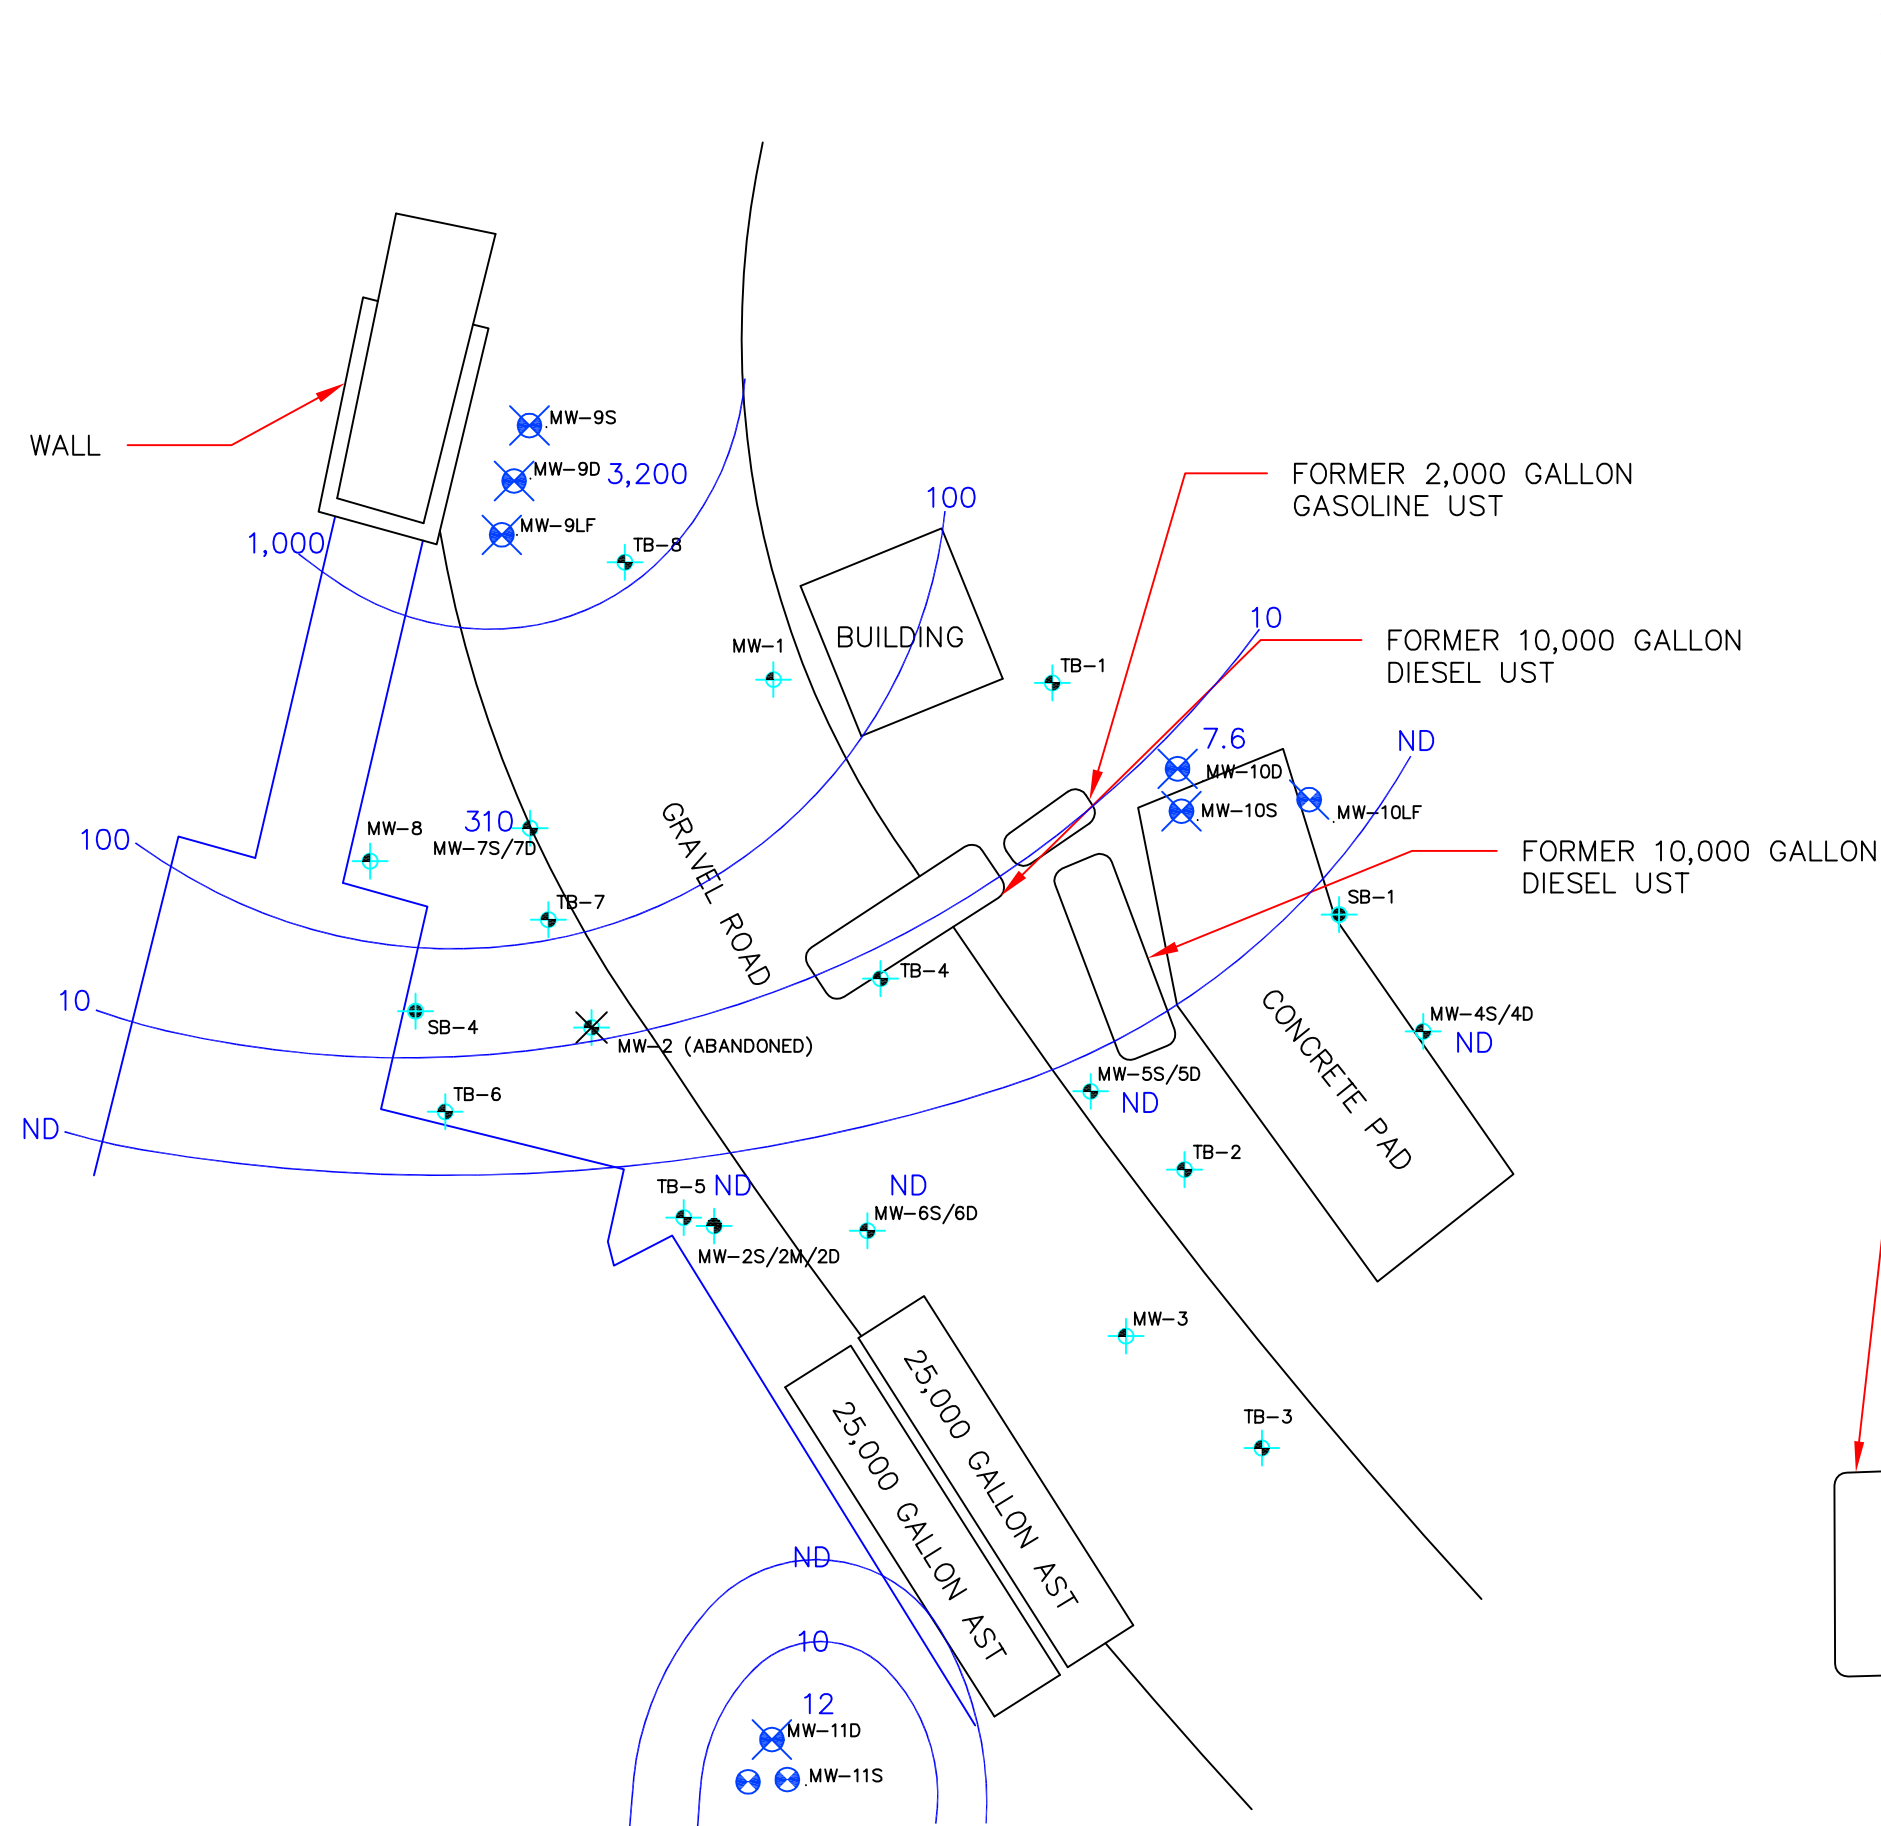 WALL
MW-9S
MW-9D
3,200
MW-9LF
TB-8
1,000
100
FORMER 2,000 GALLON
GASOLINE UST
BUILDING
MW-1
TB-1
10
FORMER 10,000 GALLON
DIESEL UST
7.6
MW-10D
MW-10S
MW-10LF
ND
310
MW-7S/7D
MW-8
100
TB-7
GRAVEL ROAD
FORMER 10,000 GALLON
DIESEL UST
SB-1
TB-4
10
SB-4
MW-2 (ABANDONED)
CONCRETE PAD
MW-4S/4D
ND
MW-5S/5D
ND
TB-6
ND
TB-2
TB-5
ND
MW-2S/2M/2D
ND
MW-6S/6D
MW-3
25,000 GALLON AST
25,000 GALLON AST
TB-3
ND
10
12
MW-11D
MW-11S